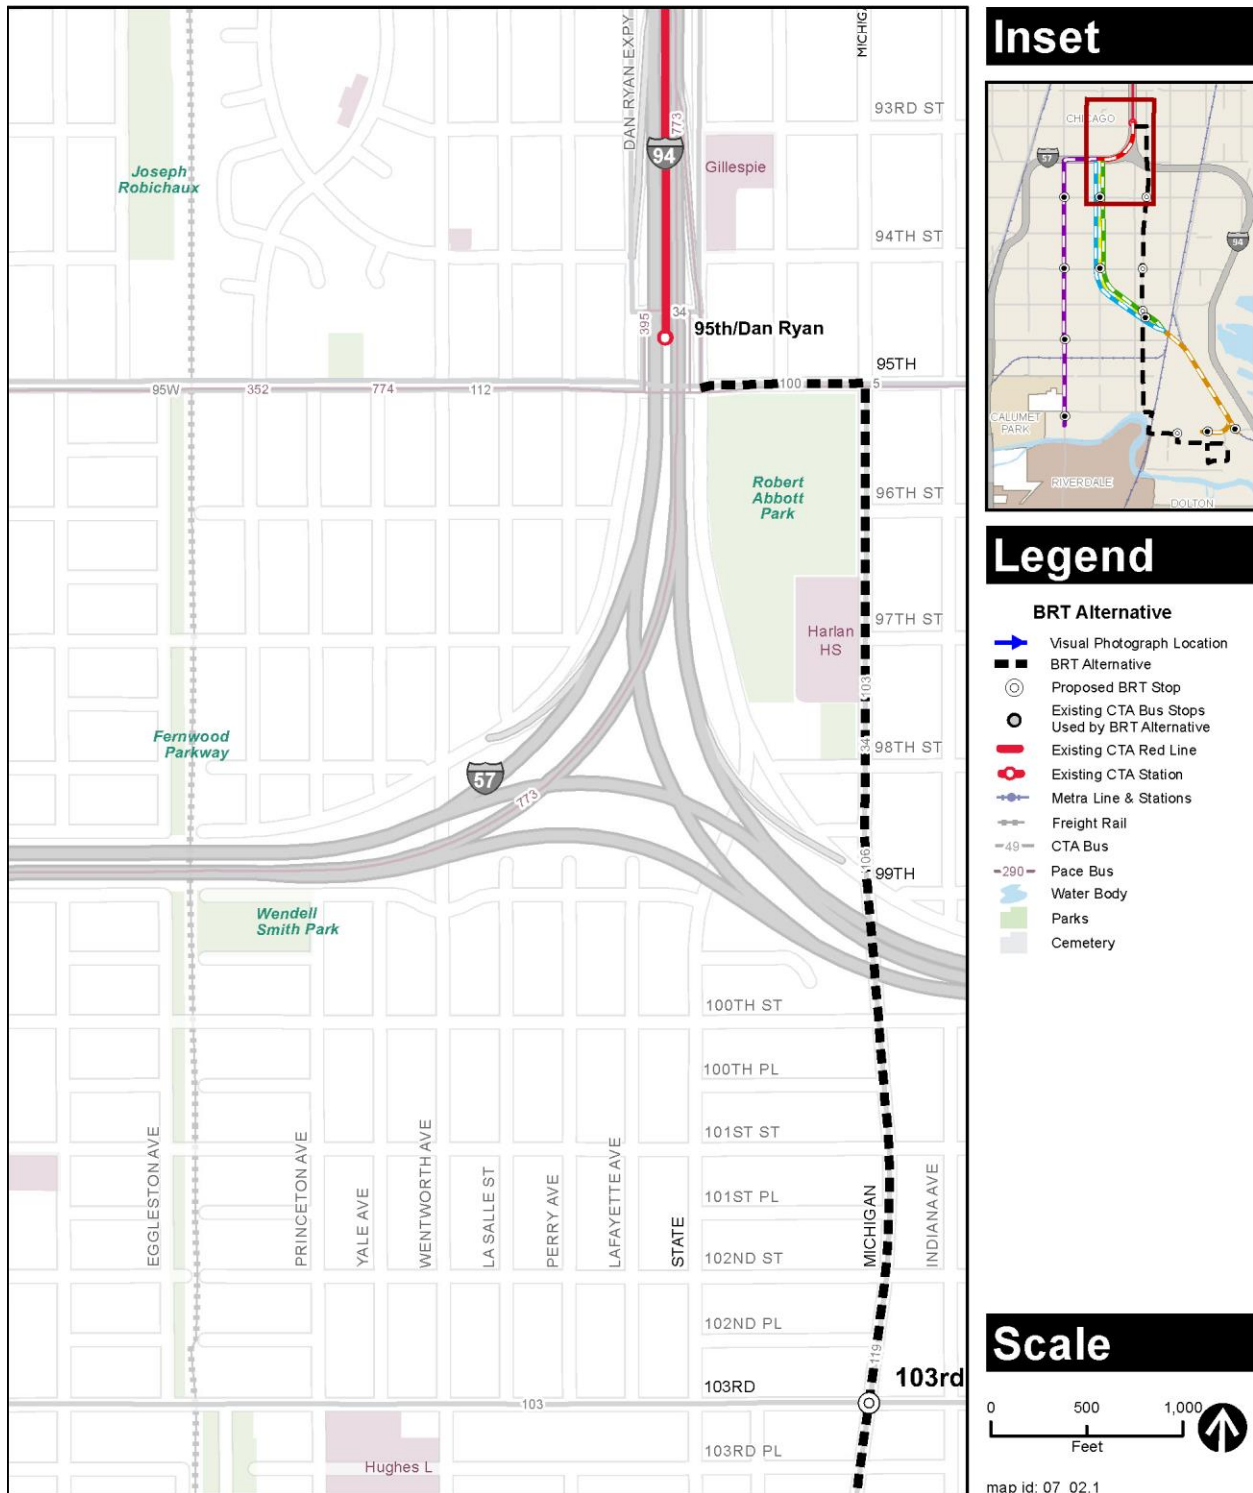 DAN RYAN EXPY
MICHIGA
93RD ST
773
94
Gillespie
Joseph
Robichaux
94TH ST
395
34
95th/Dan Ryan
95TH
95W
352
774
112
100
5
Robert
Abbott
Park
96TH ST
97TH ST
Harlan
HS
103
34
98TH ST
Fernwood
Parkway
57
773
106
99TH
Wendell
Smith Park
100TH ST
100TH PL
101ST ST
101ST PL
EGGLESTON AVE
PRINCETON AVE
YALE AVE
WENTWORTH AVE
LA SALLE ST
PERRY AVE
LAFAYETTE AVE
STATE
MICHIGAN
INDIANA AVE
102ND ST
102ND PL
119
103RD
103rd
103
103RD PL
Hughes L
Inset
CHICAGO
57
94
CALUMET
PARK
RIVERDALE
DOLTON
Legend
BRT Alternative
Visual Photograph Location
BRT Alternative
Proposed BRT Stop
Existing CTA Bus Stops
Used by BRT Alternative
Existing CTA Red Line
Existing CTA Station
Metra Line & Stations
Freight Rail
49 CTA Bus
290 Pace Bus
Water Body
Parks
Cemetery
Scale
0 500 1,000
Feet
map id: 07_02.1